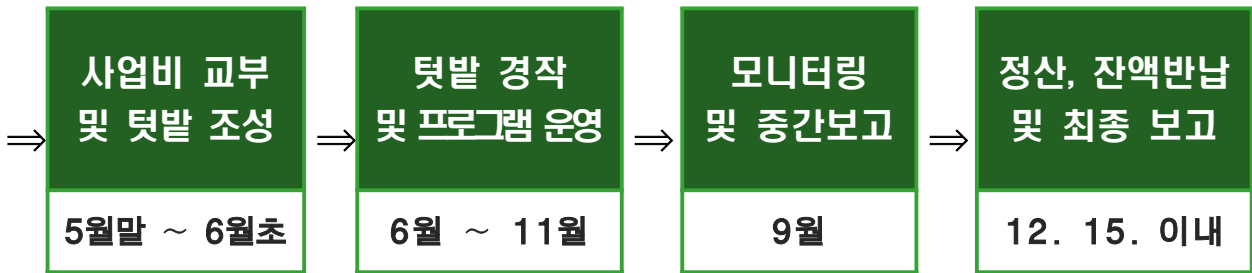 ⇒ 사업비 교부
및 텃밭 조성
5월말 ~ 6월초
⇒ 텃밭 경작
및 프로그램 운영
6월 ~ 11월
⇒ 모니터링
및 중간보고
9월
⇒ 정산, 잔액반납
및 최종 보고
12. 15. 이내